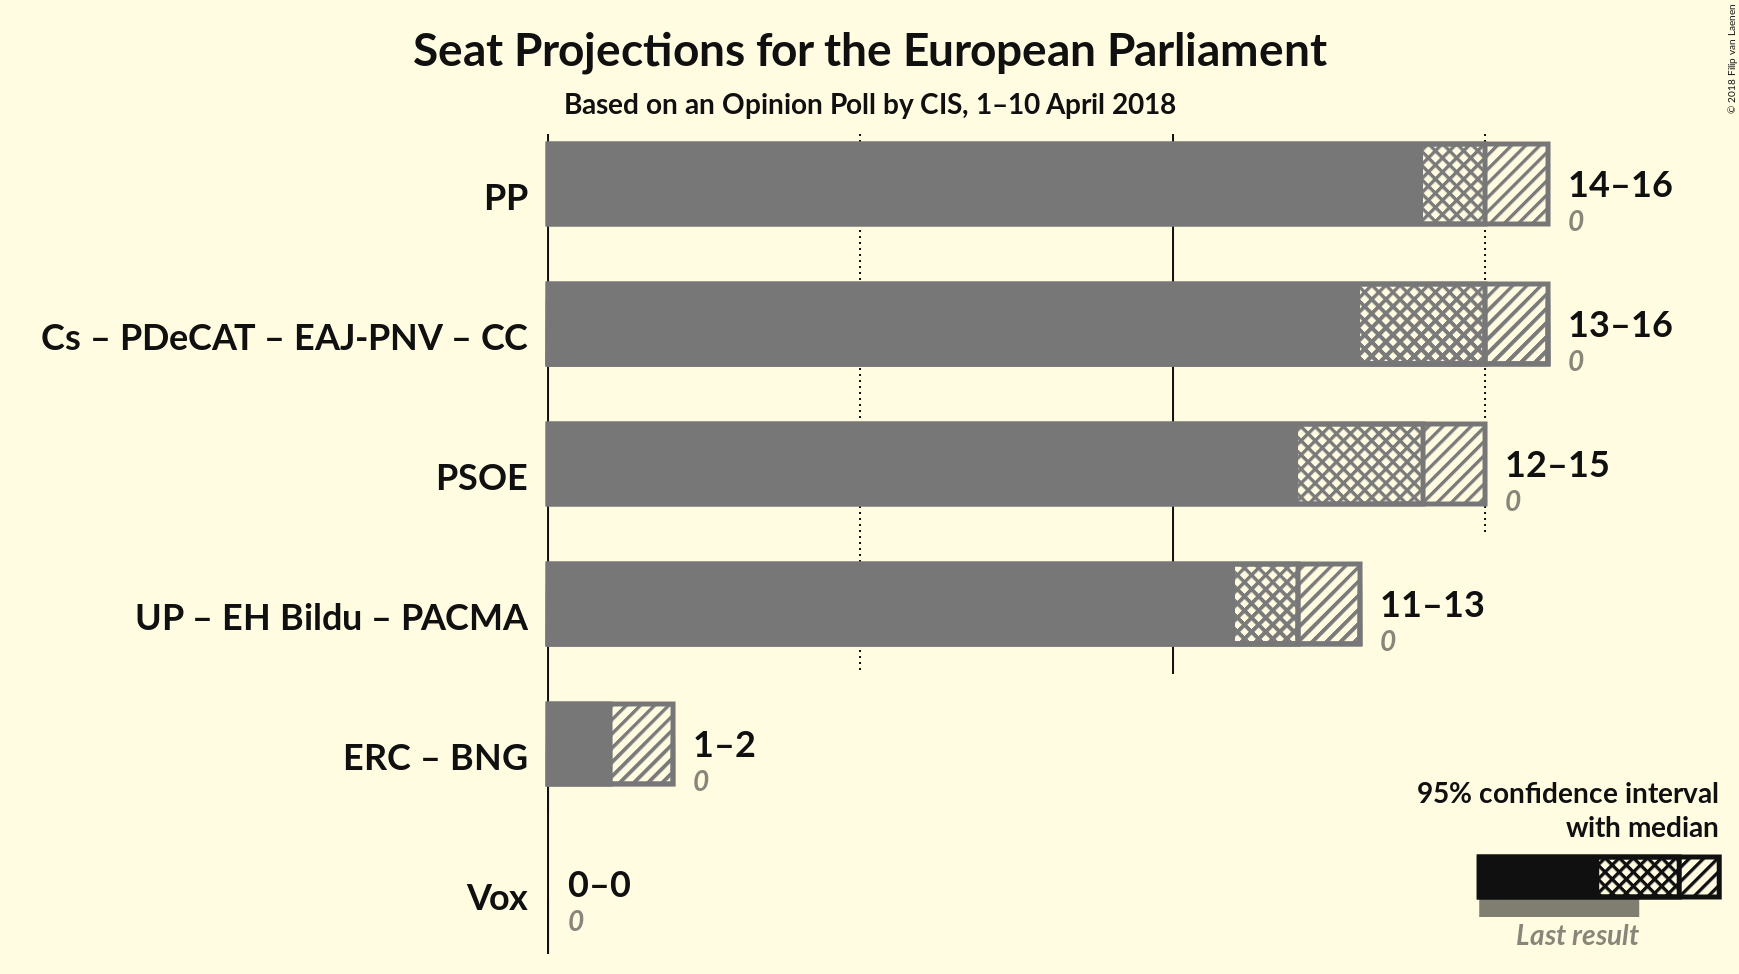 Seat Projections for the European Parliament
Based on an Opinion Poll by CIS, 1–10 April 2018
© 2018 Filip van Laenen
PP
14–16
0
Cs – PDeCAT – EAJ-PNV – CC
13–16
0
PSOE
12–15
0
UP – EH Bildu – PACMA
11–13
0
ERC – BNG
1–2
0
Vox
0–0
0
95% confidence interval
with median
Last result